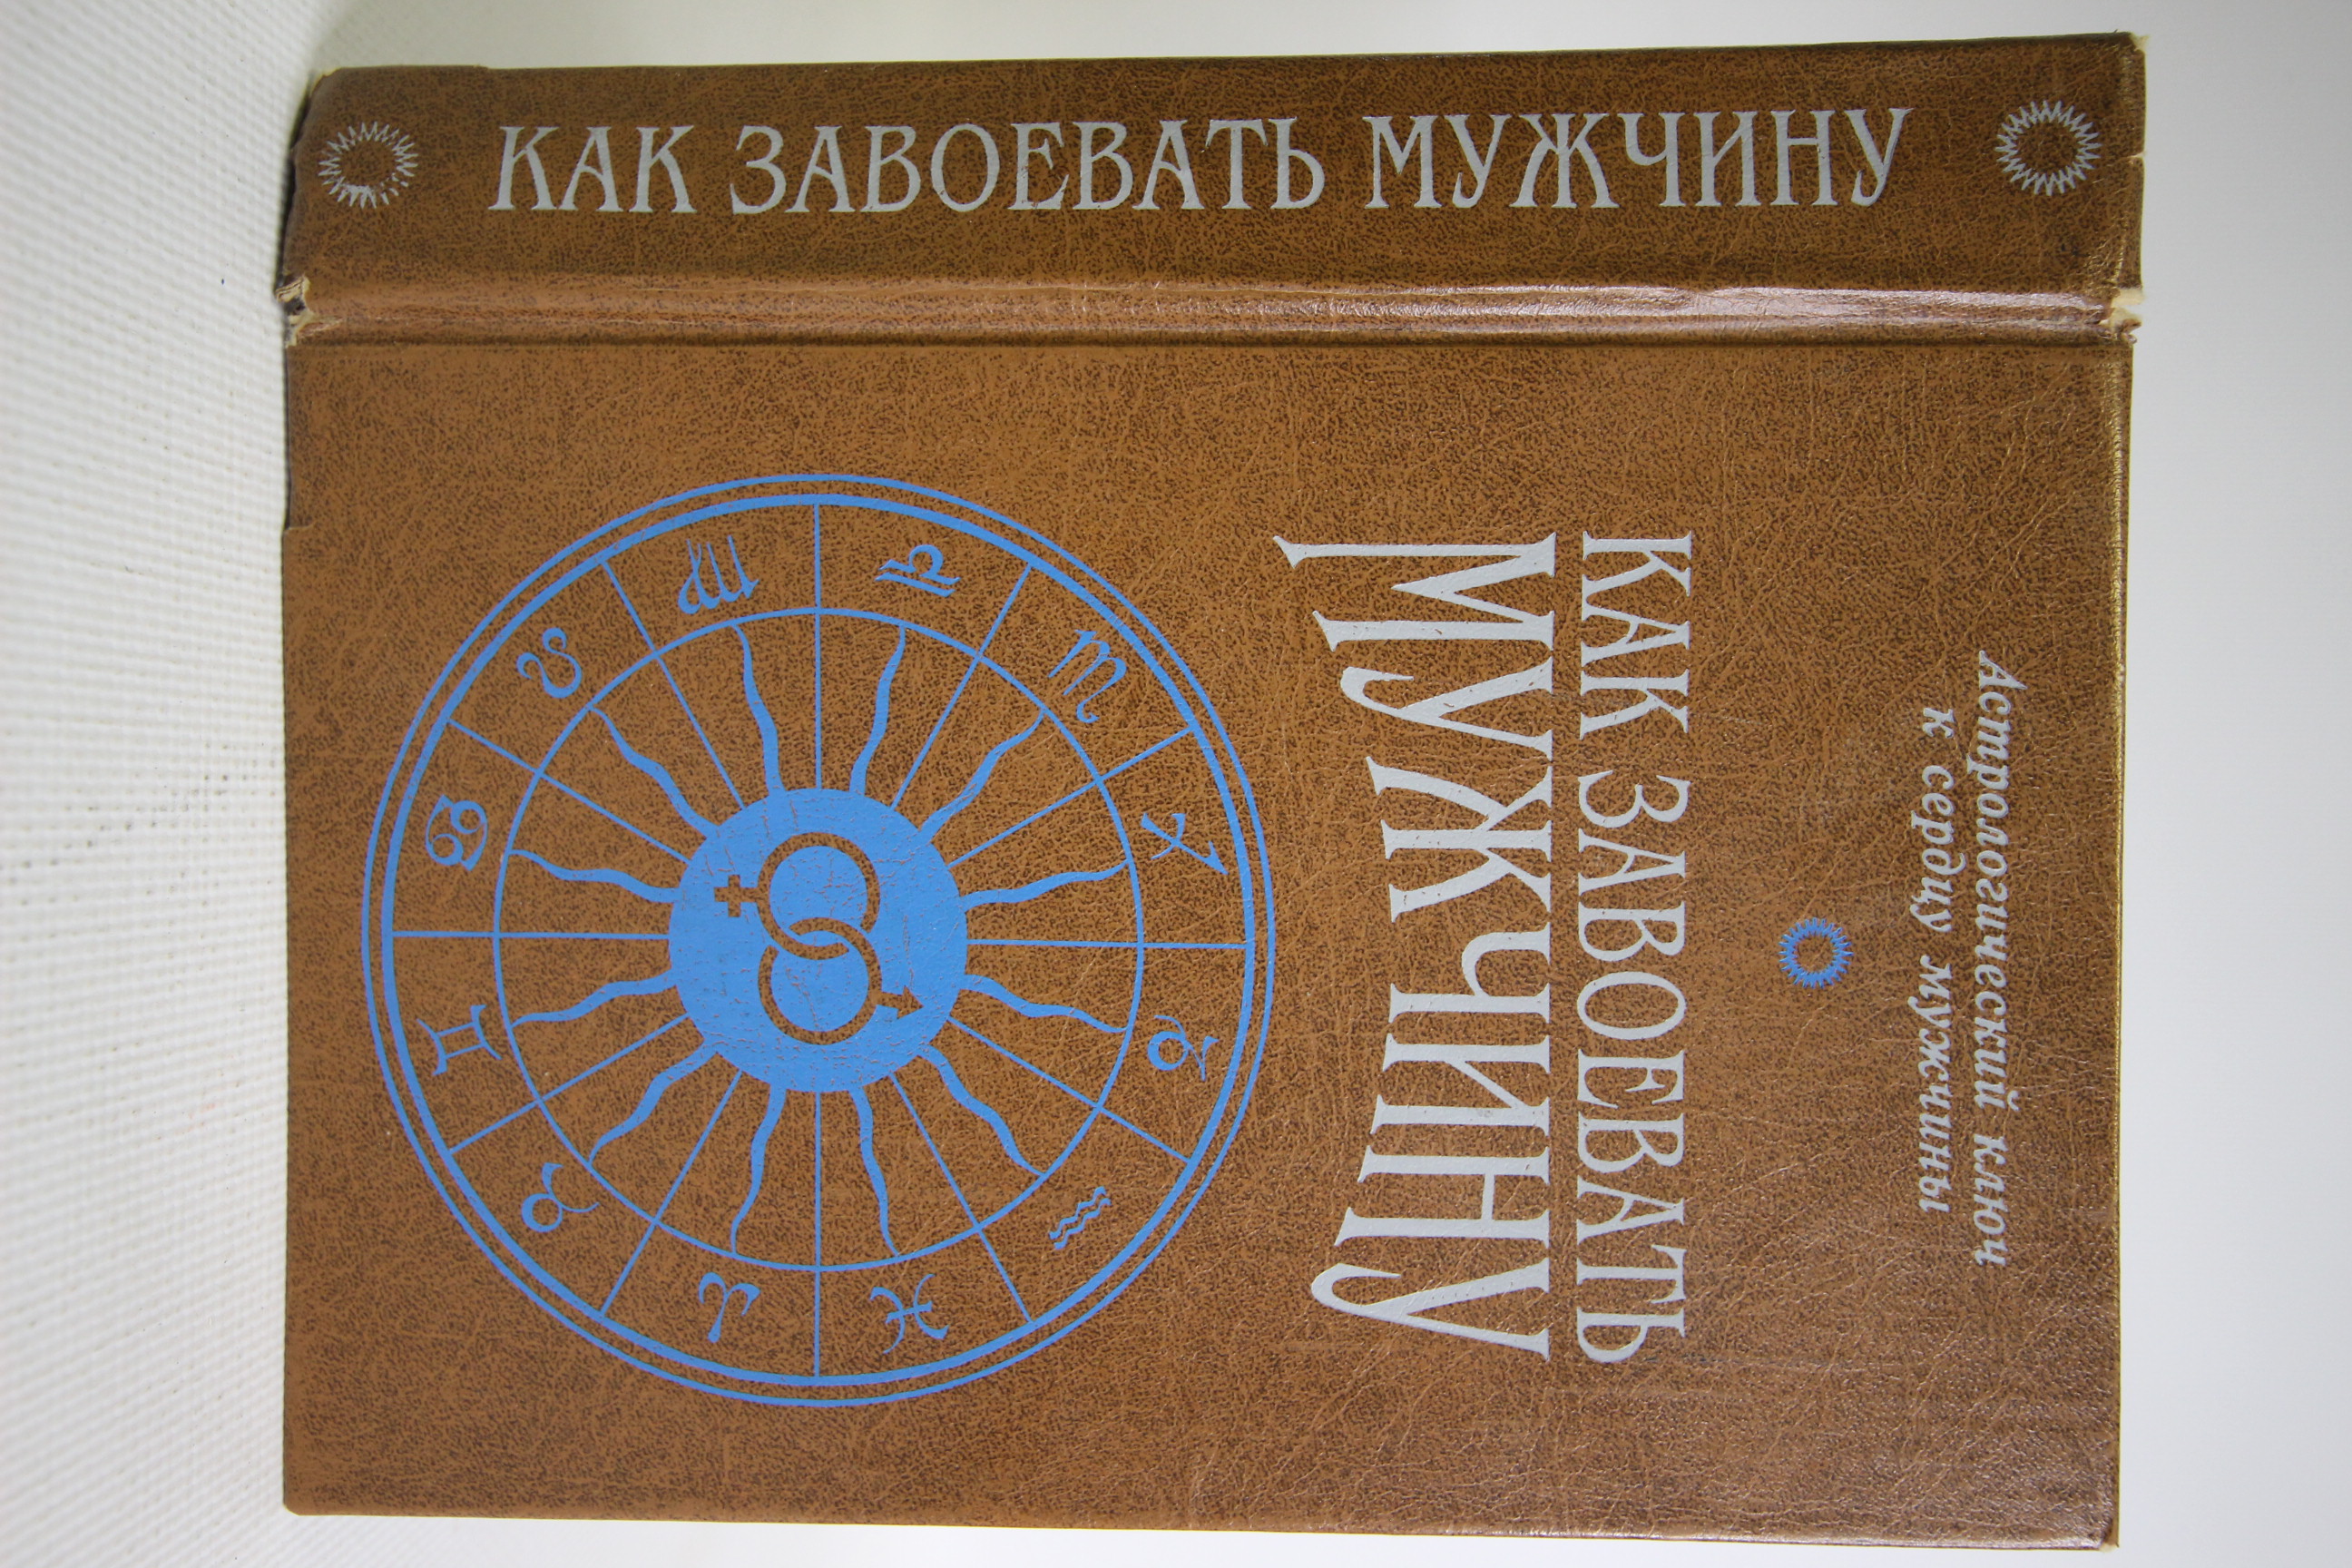 КАК ЗАВОЕВАТЬ МУЖЧИНУ
Астрологический ключ
к сердцу мужчины
КАК ЗАВОЕВАТЬ
МУЖЧИНУ